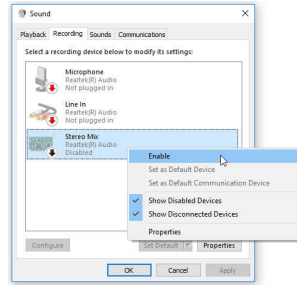 Sound
Playback Recording Sounds Communications
Select a recording device below to modify its settings:
Microphone
Realtek(R) Audio
Not plugged in
Line In
Realtek(R) Audio
Not plugged in
Stereo Mix
Realtek(R) Audio
Disabled
Enable
Set as Default Device
Set as Default Communication Device
Show Disabled Devices
Show Disconnected Devices
Properties
Configure Set Default Properties
OK Cancel Apply